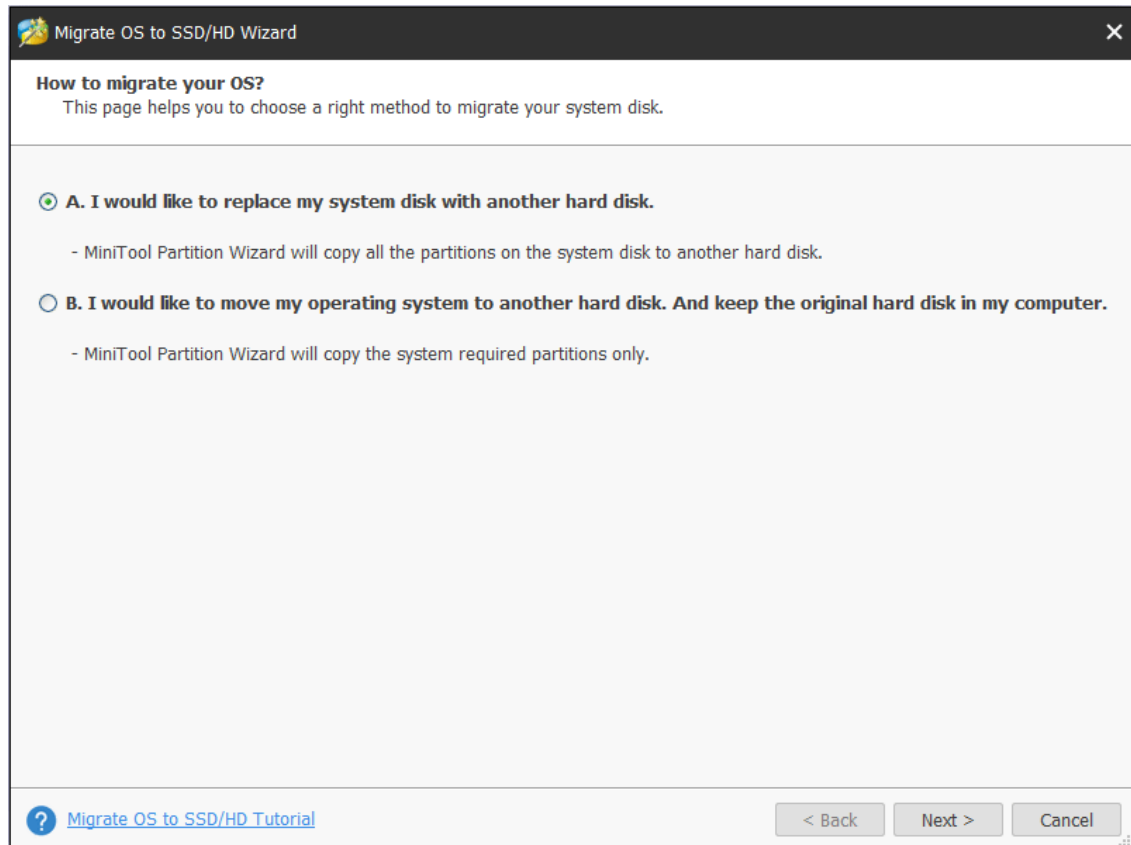 Migrate OS to SSD/HD Wizard
How to migrate your OS?
This page helps you to choose a right method to migrate your system disk.
A. I would like to replace my system disk with another hard disk.
- MiniTool Partition Wizard will copy all the partitions on the system disk to another hard disk.
B. I would like to move my operating system to another hard disk. And keep the original hard disk in my computer.
- MiniTool Partition Wizard will copy the system required partitions only.
? Migrate OS to SSD/HD Tutorial < Back Next > Cancel